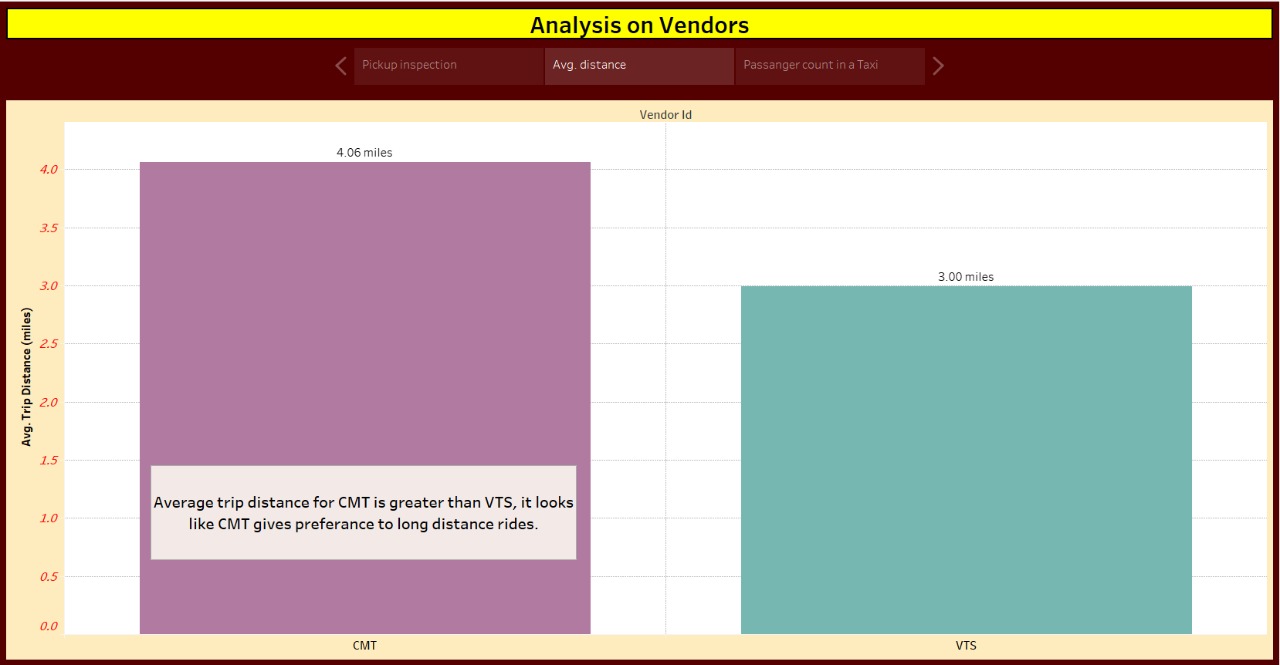 Analysis on Vendors
Pickup inspection
Avg. distance
Passanger count in a Taxi
Vendor Id
4.06 miles
4.0
3.5
3.00 miles
3.0
2.5
Avg. Trip Distance (miles)
2.0
1.5
Average trip distance for CMT is greater than VTS, it looks
like CMT gives preferance to long distance rides.
1.0
0.5
0.0
CMT
VTS